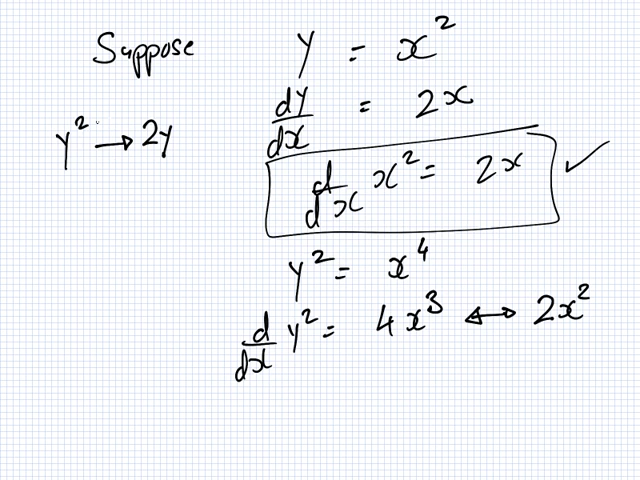 Suppose y = x²
dy/dx = 2x
y² → 2y
d/dx x² = 2x ✓
y² = x⁴
d/dx y² = 4x³ ↔ 2x²